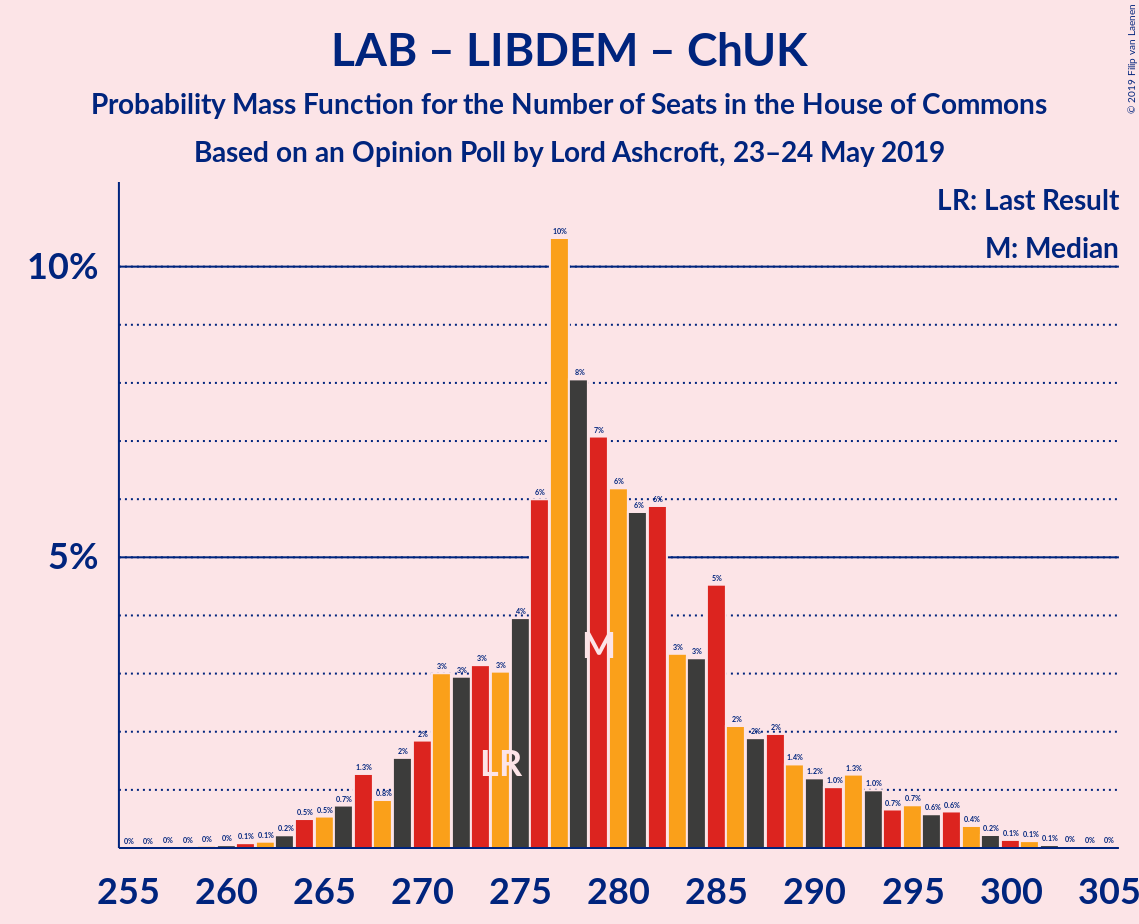 LAB – LIBDEM – ChUK
Probability Mass Function for the Number of Seats in the House of Commons
Based on an Opinion Poll by Lord Ashcroft, 23–24 May 2019
© 2019 Filip van Laenen
LR: Last Result
M: Median
10%
5%
0% 0% 0% 0% 0% 0% 0.1% 0.1% 0.2% 0.5% 0.5% 0.7% 1.3% 0.8% 2% 2% 3% 3% 3% 3% 4% 6% 10% 8% 7% 6% 6% 6% 3% 3% 5% 2% 2% 2% 1.4% 1.2% 1.0% 1.3% 1.0% 0.7% 0.7% 0.6% 0.6% 0.4% 0.2% 0.1% 0.1% 0.1% 0% 0% 0%
M
LR
255 260 265 270 275 280 285 290 295 300 305